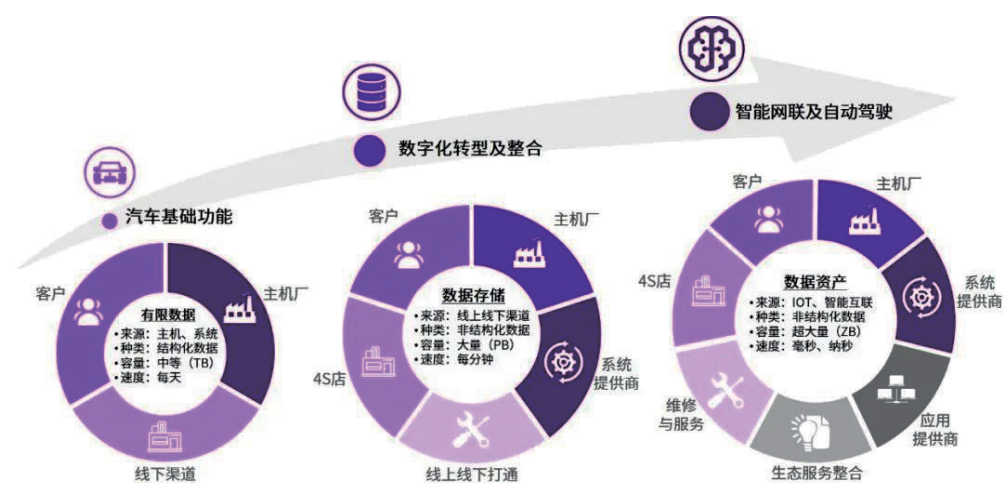 汽车基础功能
数字化转型及整合
智能网联及自动驾驶
客户
主机厂
有限数据
•来源：主机、系统
•种类：结构化数据
•容量：中等（TB）
•速度：每天
线下渠道
客户
主机厂
数据存储
•来源：线上线下渠道
•种类：非结构化数据
•容量：大量（PB）
•速度：每分钟
4S店
系统
提供商
线上线下打通
客户
主机厂
4S店
系统
提供商
数据资产
•来源：IOT、智能互联
•种类：非结构化数据
•容量：超大量（ZB）
•速度：毫秒、纳秒
维修
与服务
应用
提供商
生态服务整合